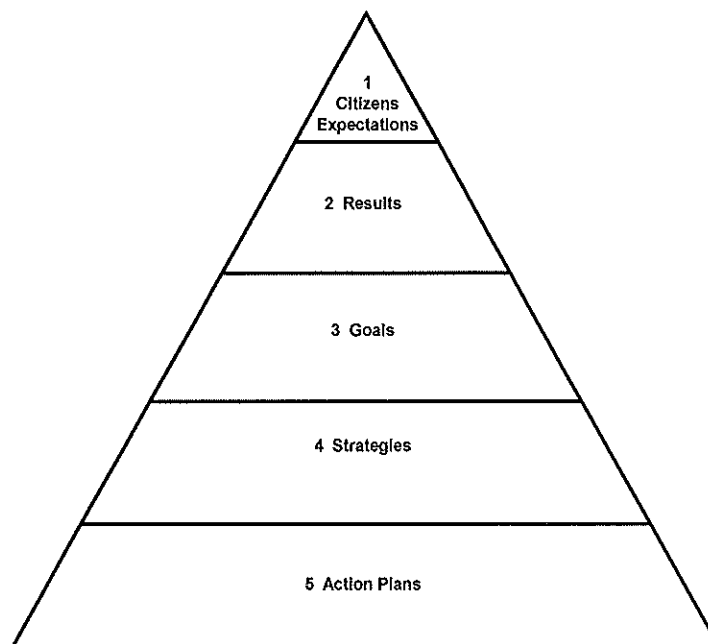 1
Citizens
Expectations
2 Results
3 Goals
4 Strategies
5 Action Plans